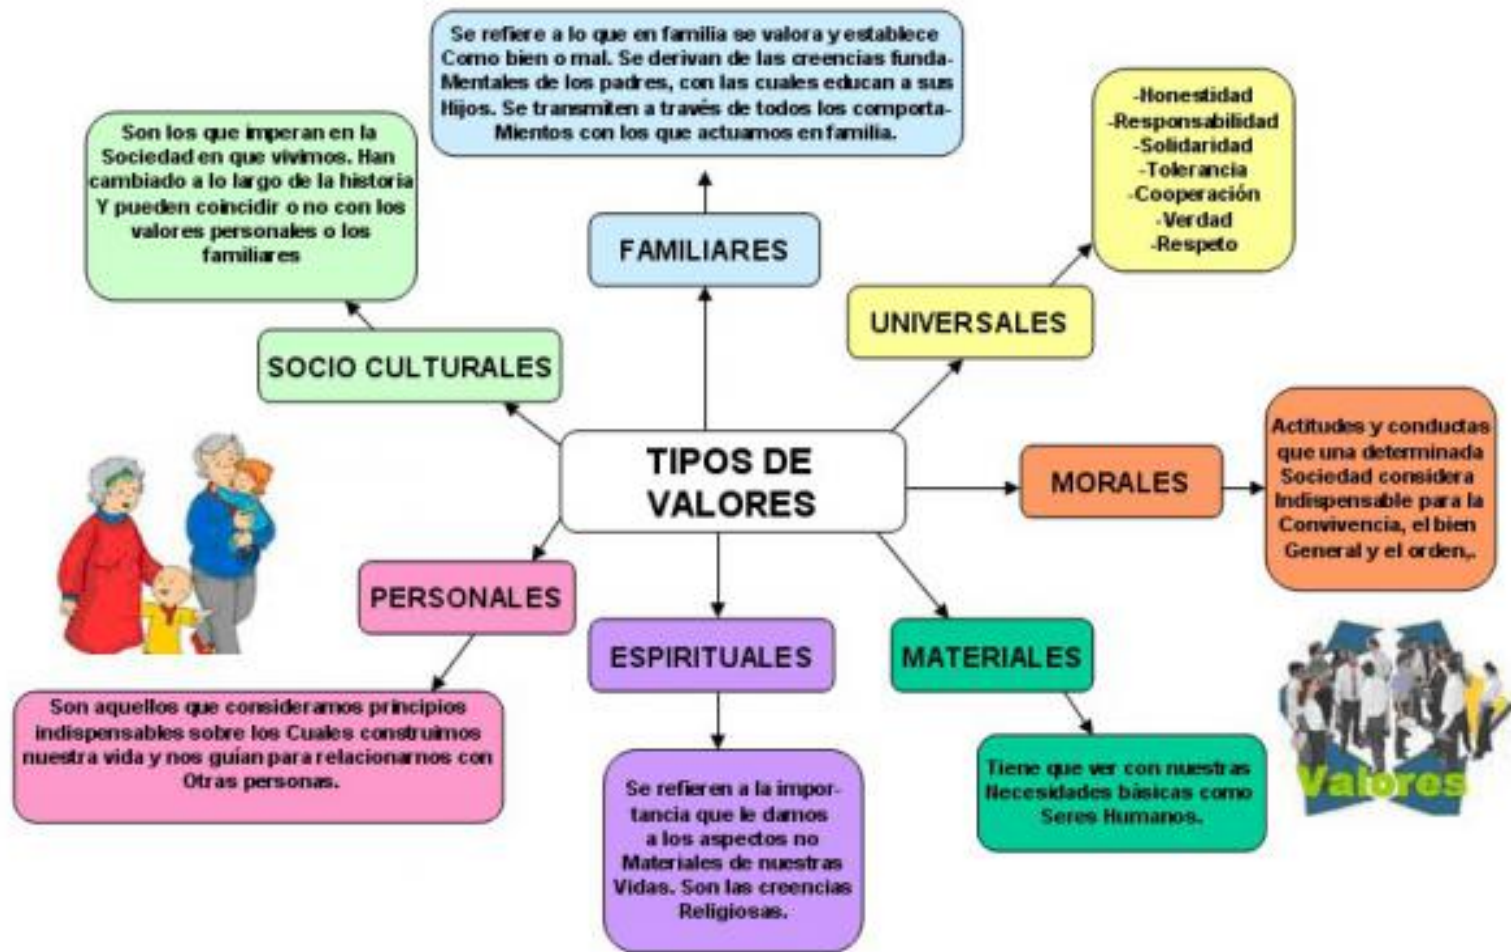 Se refiere a lo que en familia se valora y establece
Como bien o mal. Se derivan de las creencias funda-
Mentales de los padres, con las cuales educan a sus
Hijos. Se transmiten a través de todos los comporta-
Mientos con los que actuamos en familia.
-Honestidad
-Responsabilidad
-Solidaridad
-Tolerancia
-Cooperación
-Verdad
-Respeto
Son los que imperan en la
Sociedad en que vivimos. Han
cambiado a lo largo de la historia
Y pueden coincidir o no con los
valores personales o los
familiares
FAMILIARES
UNIVERSALES
SOCIO CULTURALES
TIPOS DE
VALORES
MORALES
Actitudes y conductas
que una determinada
Sociedad considera
Indispensable para la
Convivencia, el bien
General y el orden,.
PERSONALES
ESPIRITUALES
MATERIALES
Son aquellos que consideramos principios
indispensables sobre los Cuales construimos
nuestra vida y nos guían para relacionarnos con
Otras personas.
Se refieren a la impor-
tancia que le damos
a los aspectos no
Materiales de nuestras
Vidas. Son las creencias
Religiosas.
Tiene que ver con nuestras
Necesidades básicas como
Seres Humanos.
Valores